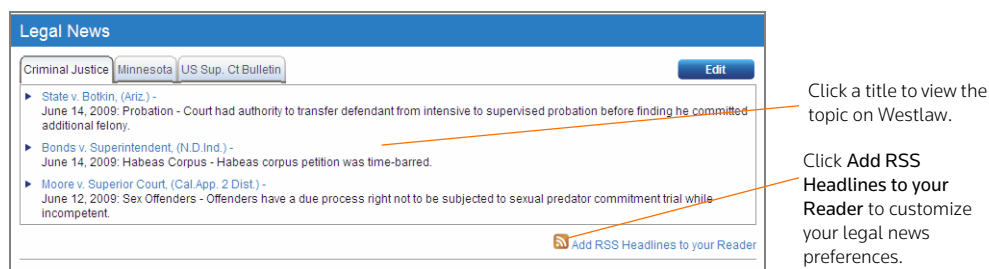 Legal News
Criminal Justice Minnesota US Sup. Ct Bulletin Edit
State v. Botkin, (Ariz.) -
June 14, 2009: Probation - Court had authority to transfer defendant from intensive to supervised probation before finding he committed
additional felony.
Bonds v. Superintendent, (N.D.Ind.) -
June 14, 2009: Habeas Corpus - Habeas corpus petition was time-barred.
Moore v. Superior Court, (Cal.App. 2 Dist.) -
June 12, 2009: Sex Offenders - Offenders have a due process right not to be subjected to sexual predator commitment trial while
incompetent.
Add RSS Headlines to your Reader
Click a title to view the
topic on Westlaw.
Click Add RSS
Headlines to your
Reader to customize
your legal news
preferences.